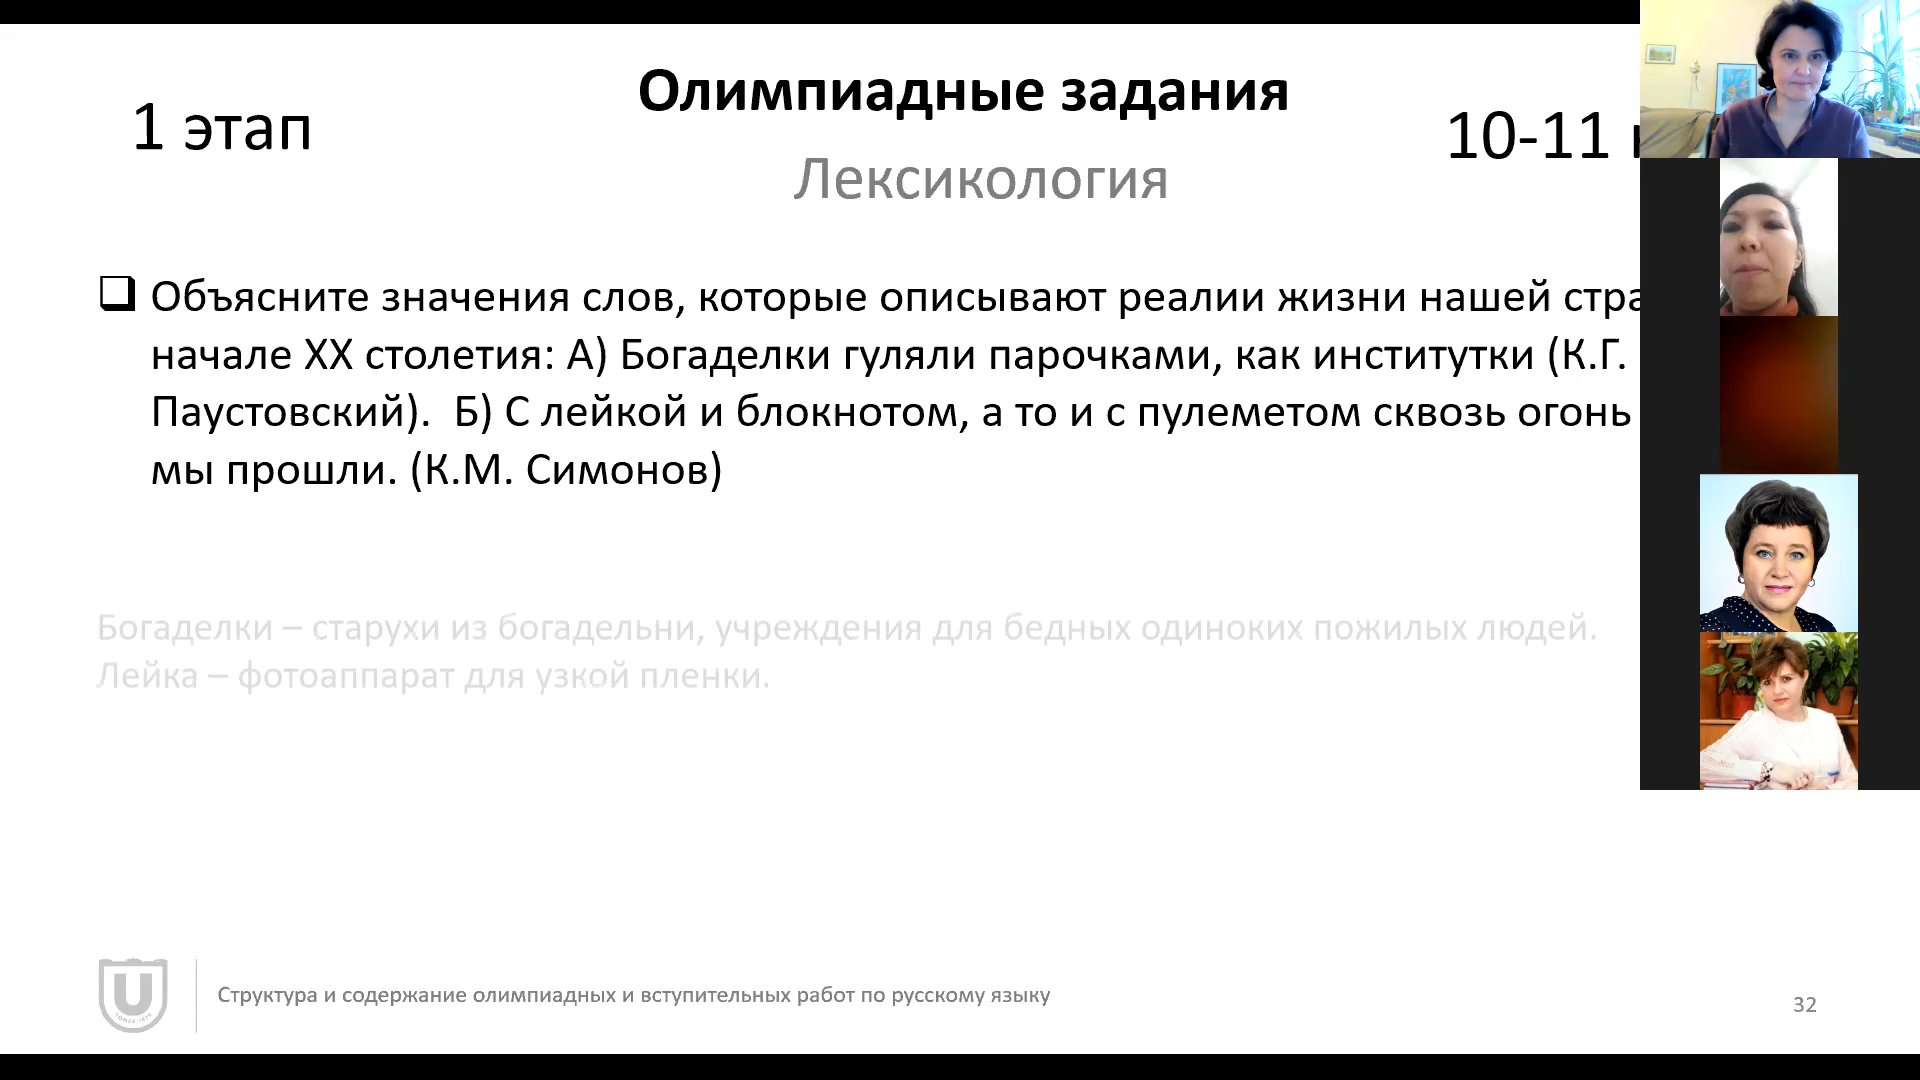 Олимпиадные задания
1 этап
10-11
Лексикология
Объясните значения слов, которые описывают реалии жизни нашей стра
начале XX столетия: А) Богаделки гуляли парочками, как институтки (К.Г.
Паустовский). Б) С лейкой и блокнотом, а то и с пулеметом сквозь огонь
мы прошли. (К.М. Симонов)
Богаделки – старухи из богадельни, учреждения для бедных одиноких пожилых людей.
Лейка – фотоаппарат для узкой пленки.
Структура и содержание олимпиадных и вступительных работ по русскому языку
32